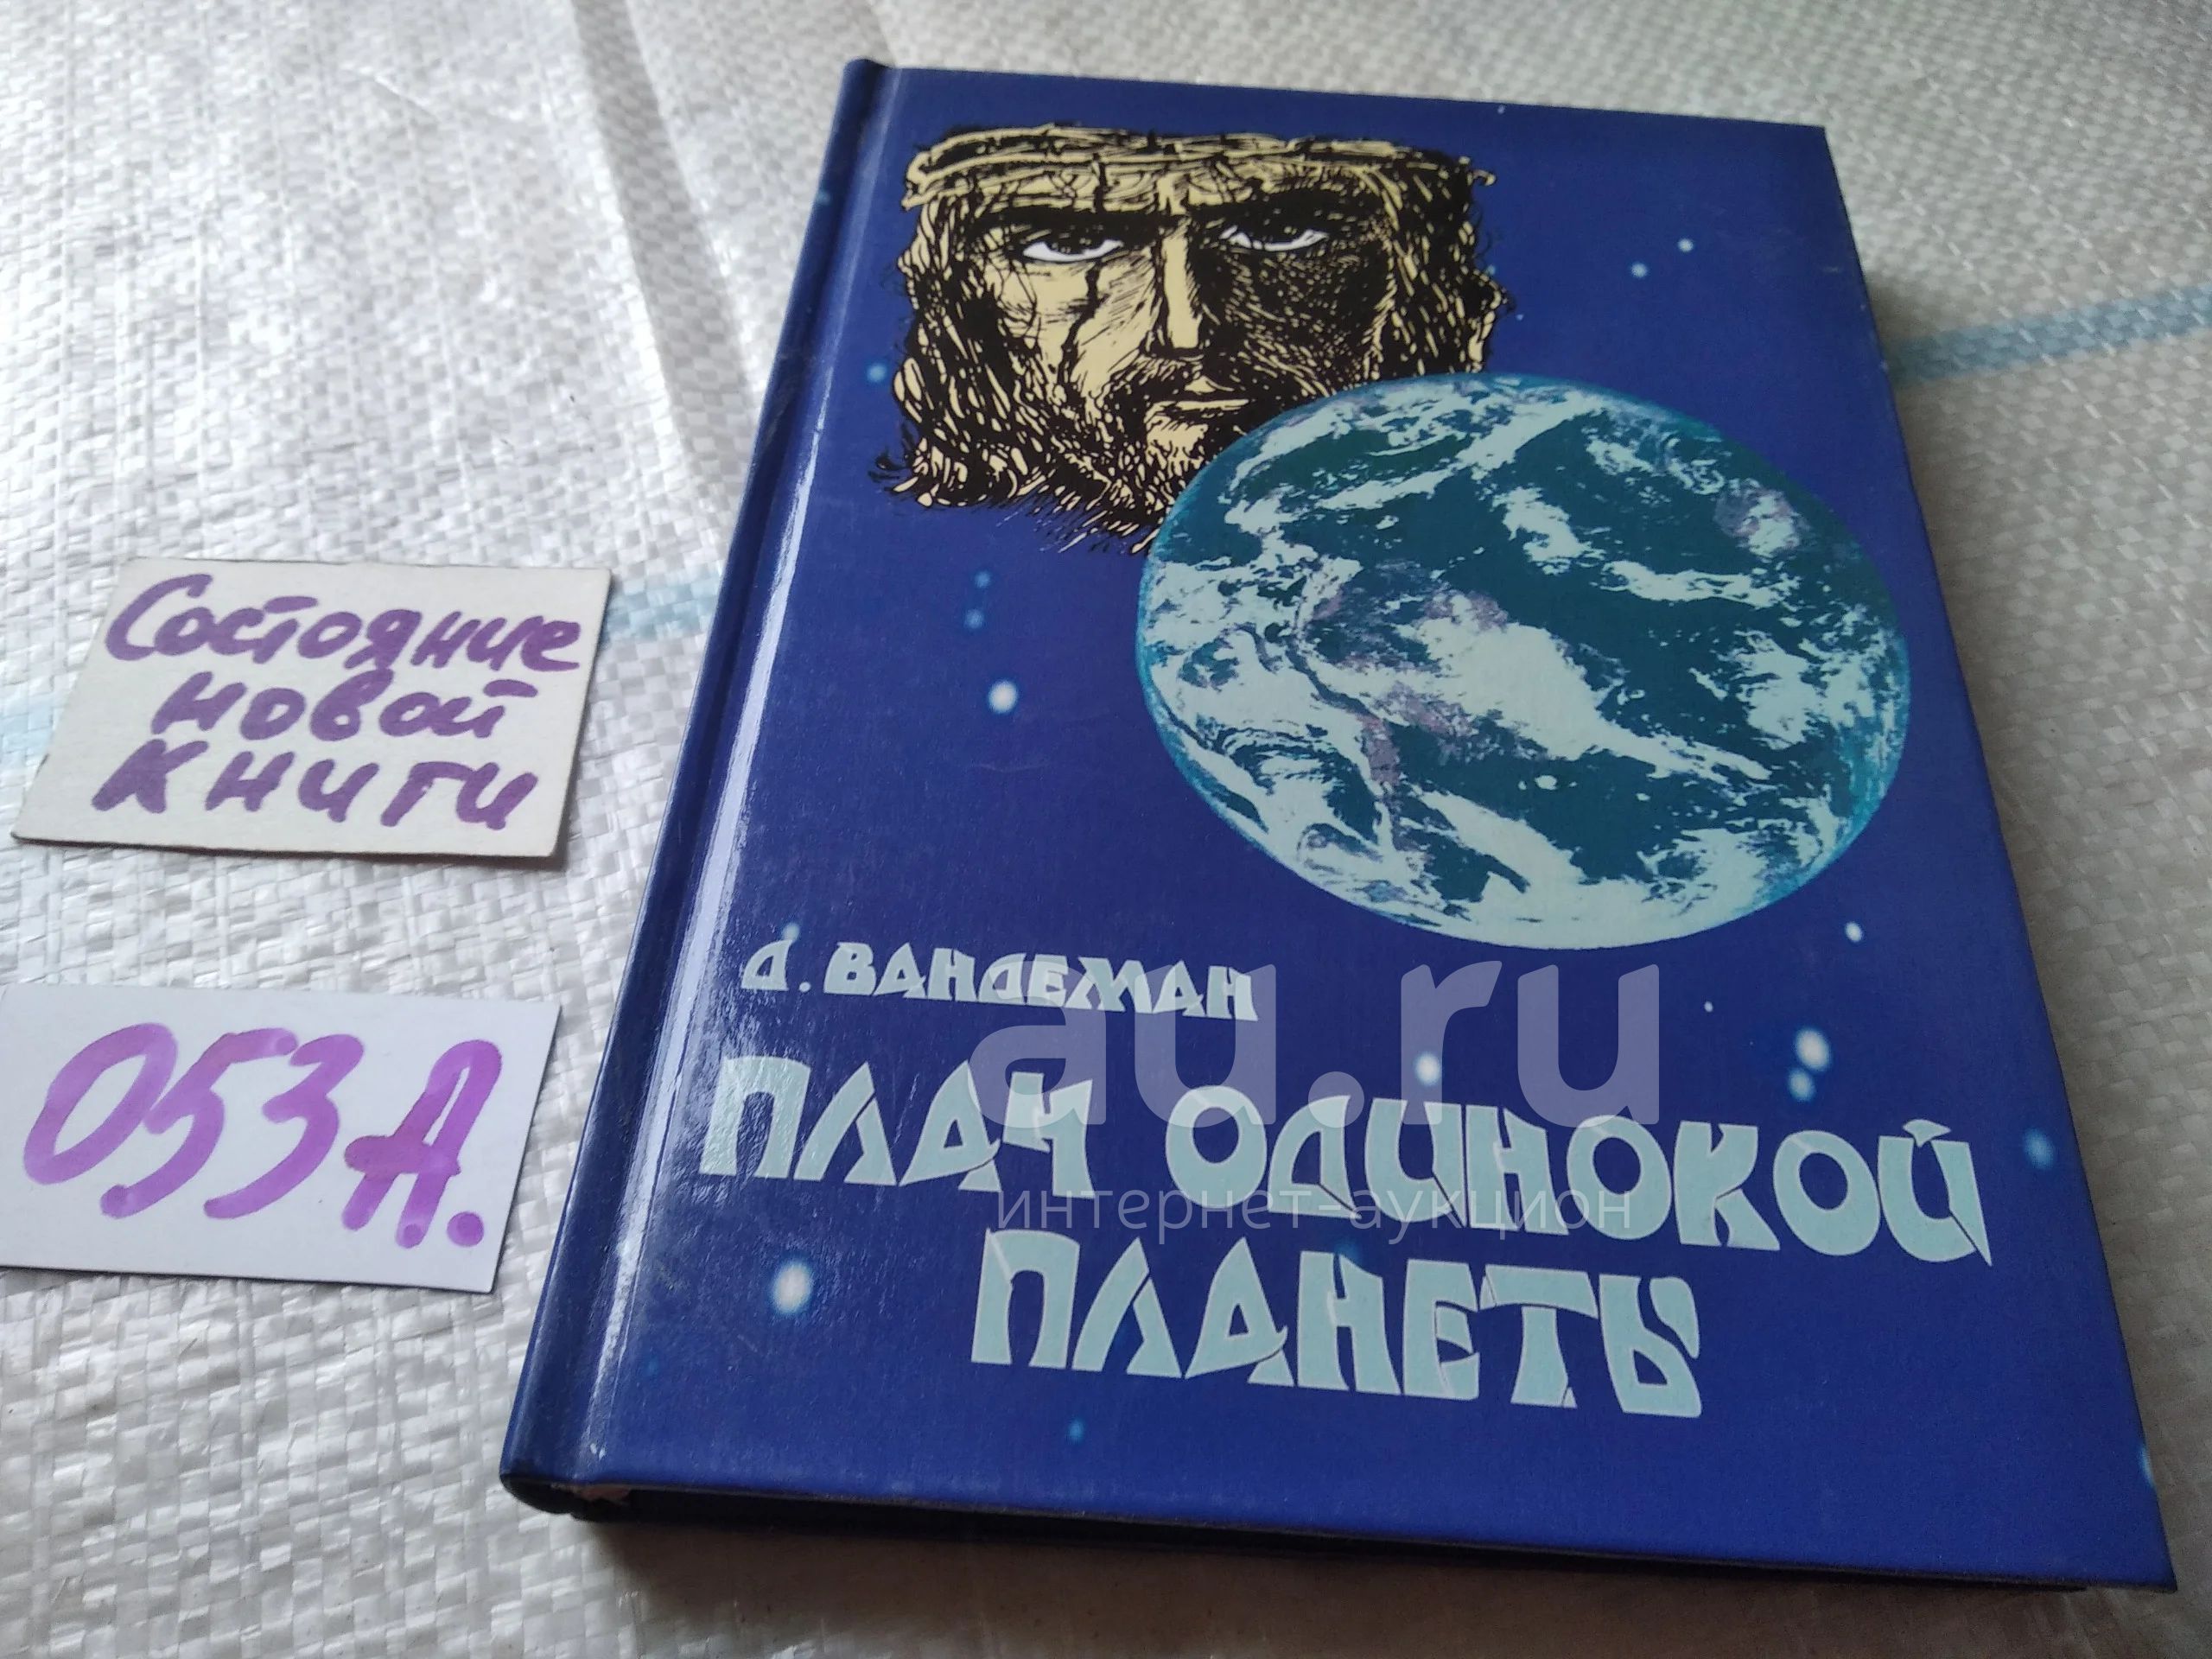 Состояние
новой
книги
053А.
Д. ВАНДЕМАН
ПЛАЧ ОДИНОКОЙ
ПЛАНЕТЫ
au.ru
интернет-аукцион